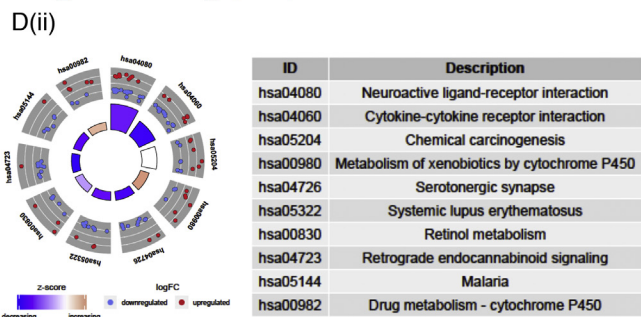 D(ii)
hsa04080
hsa04060
hsa05204
hsa00980
hsa04726
hsa05322
hsa00830
hsa04723
hsa05144
hsa00982
z-score
decreasing
increasing
logFC
downregulated
upregulated
ID Description
hsa04080 Neuroactive ligand-receptor interaction
hsa04060 Cytokine-cytokine receptor interaction
hsa05204 Chemical carcinogenesis
hsa00980 Metabolism of xenobiotics by cytochrome P450
hsa04726 Serotonergic synapse
hsa05322 Systemic lupus erythematosus
hsa00830 Retinol metabolism
hsa04723 Retrograde endocannabinoid signaling
hsa05144 Malaria
hsa00982 Drug metabolism - cytochrome P450